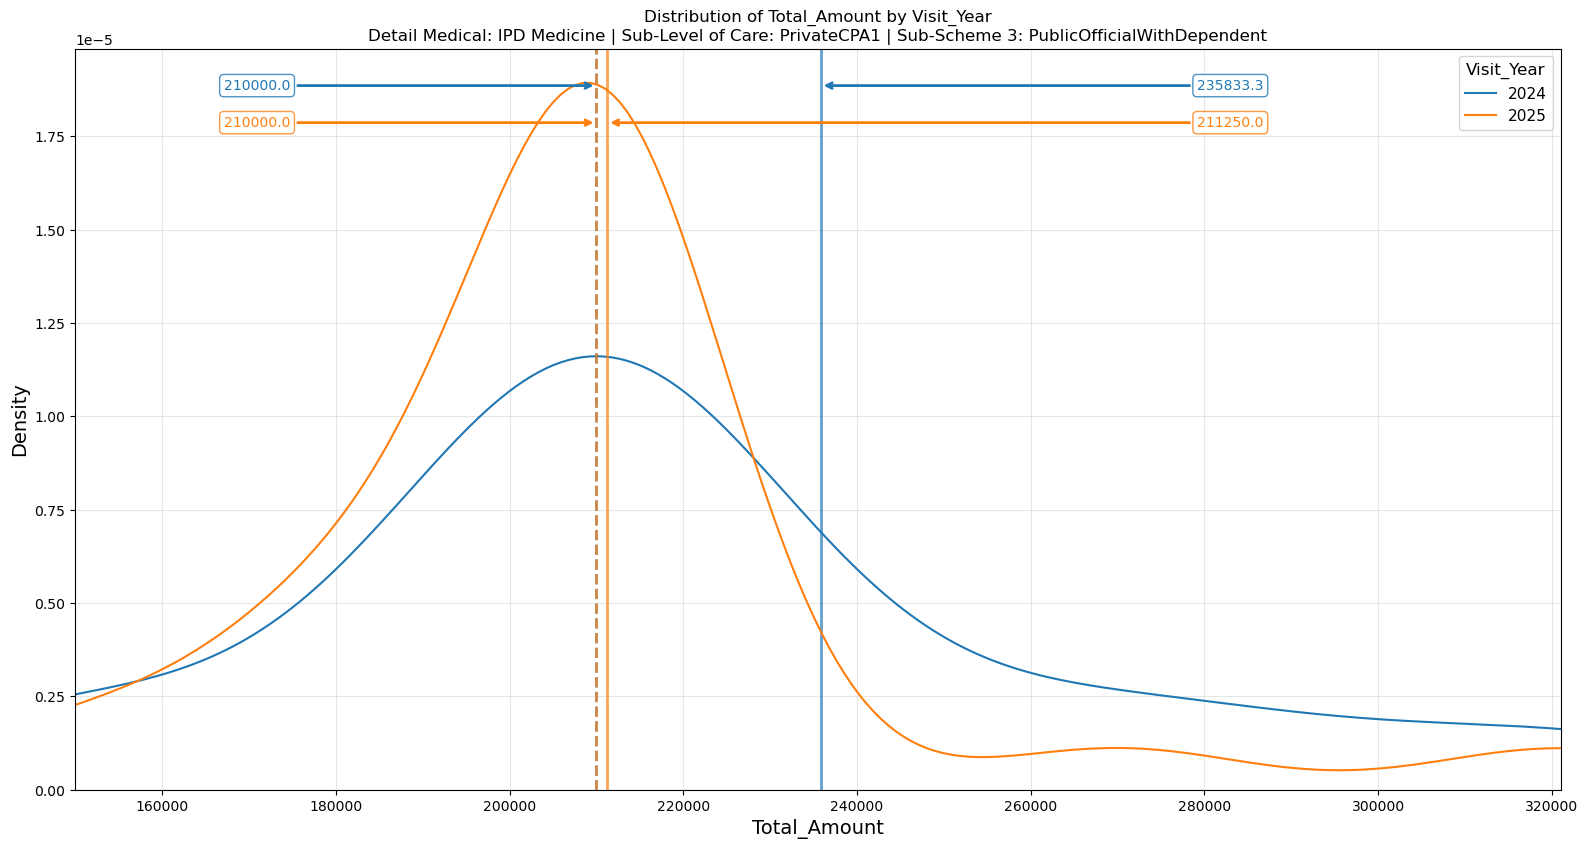 Distribution of Total_Amount by Visit_Year
Detail Medical: IPD Medicine | Sub-Level of Care: PrivateCPA1 | Sub-Scheme 3: PublicOfficialWithDependent
1e−5
Visit_Year
2024
2025
210000.0
235833.3
210000.0
211250.0
1.75
1.50
1.25
1.00
0.75
0.50
0.25
0.00
Density
160000 180000 200000 220000 240000 260000 280000 300000 320000
Total_Amount